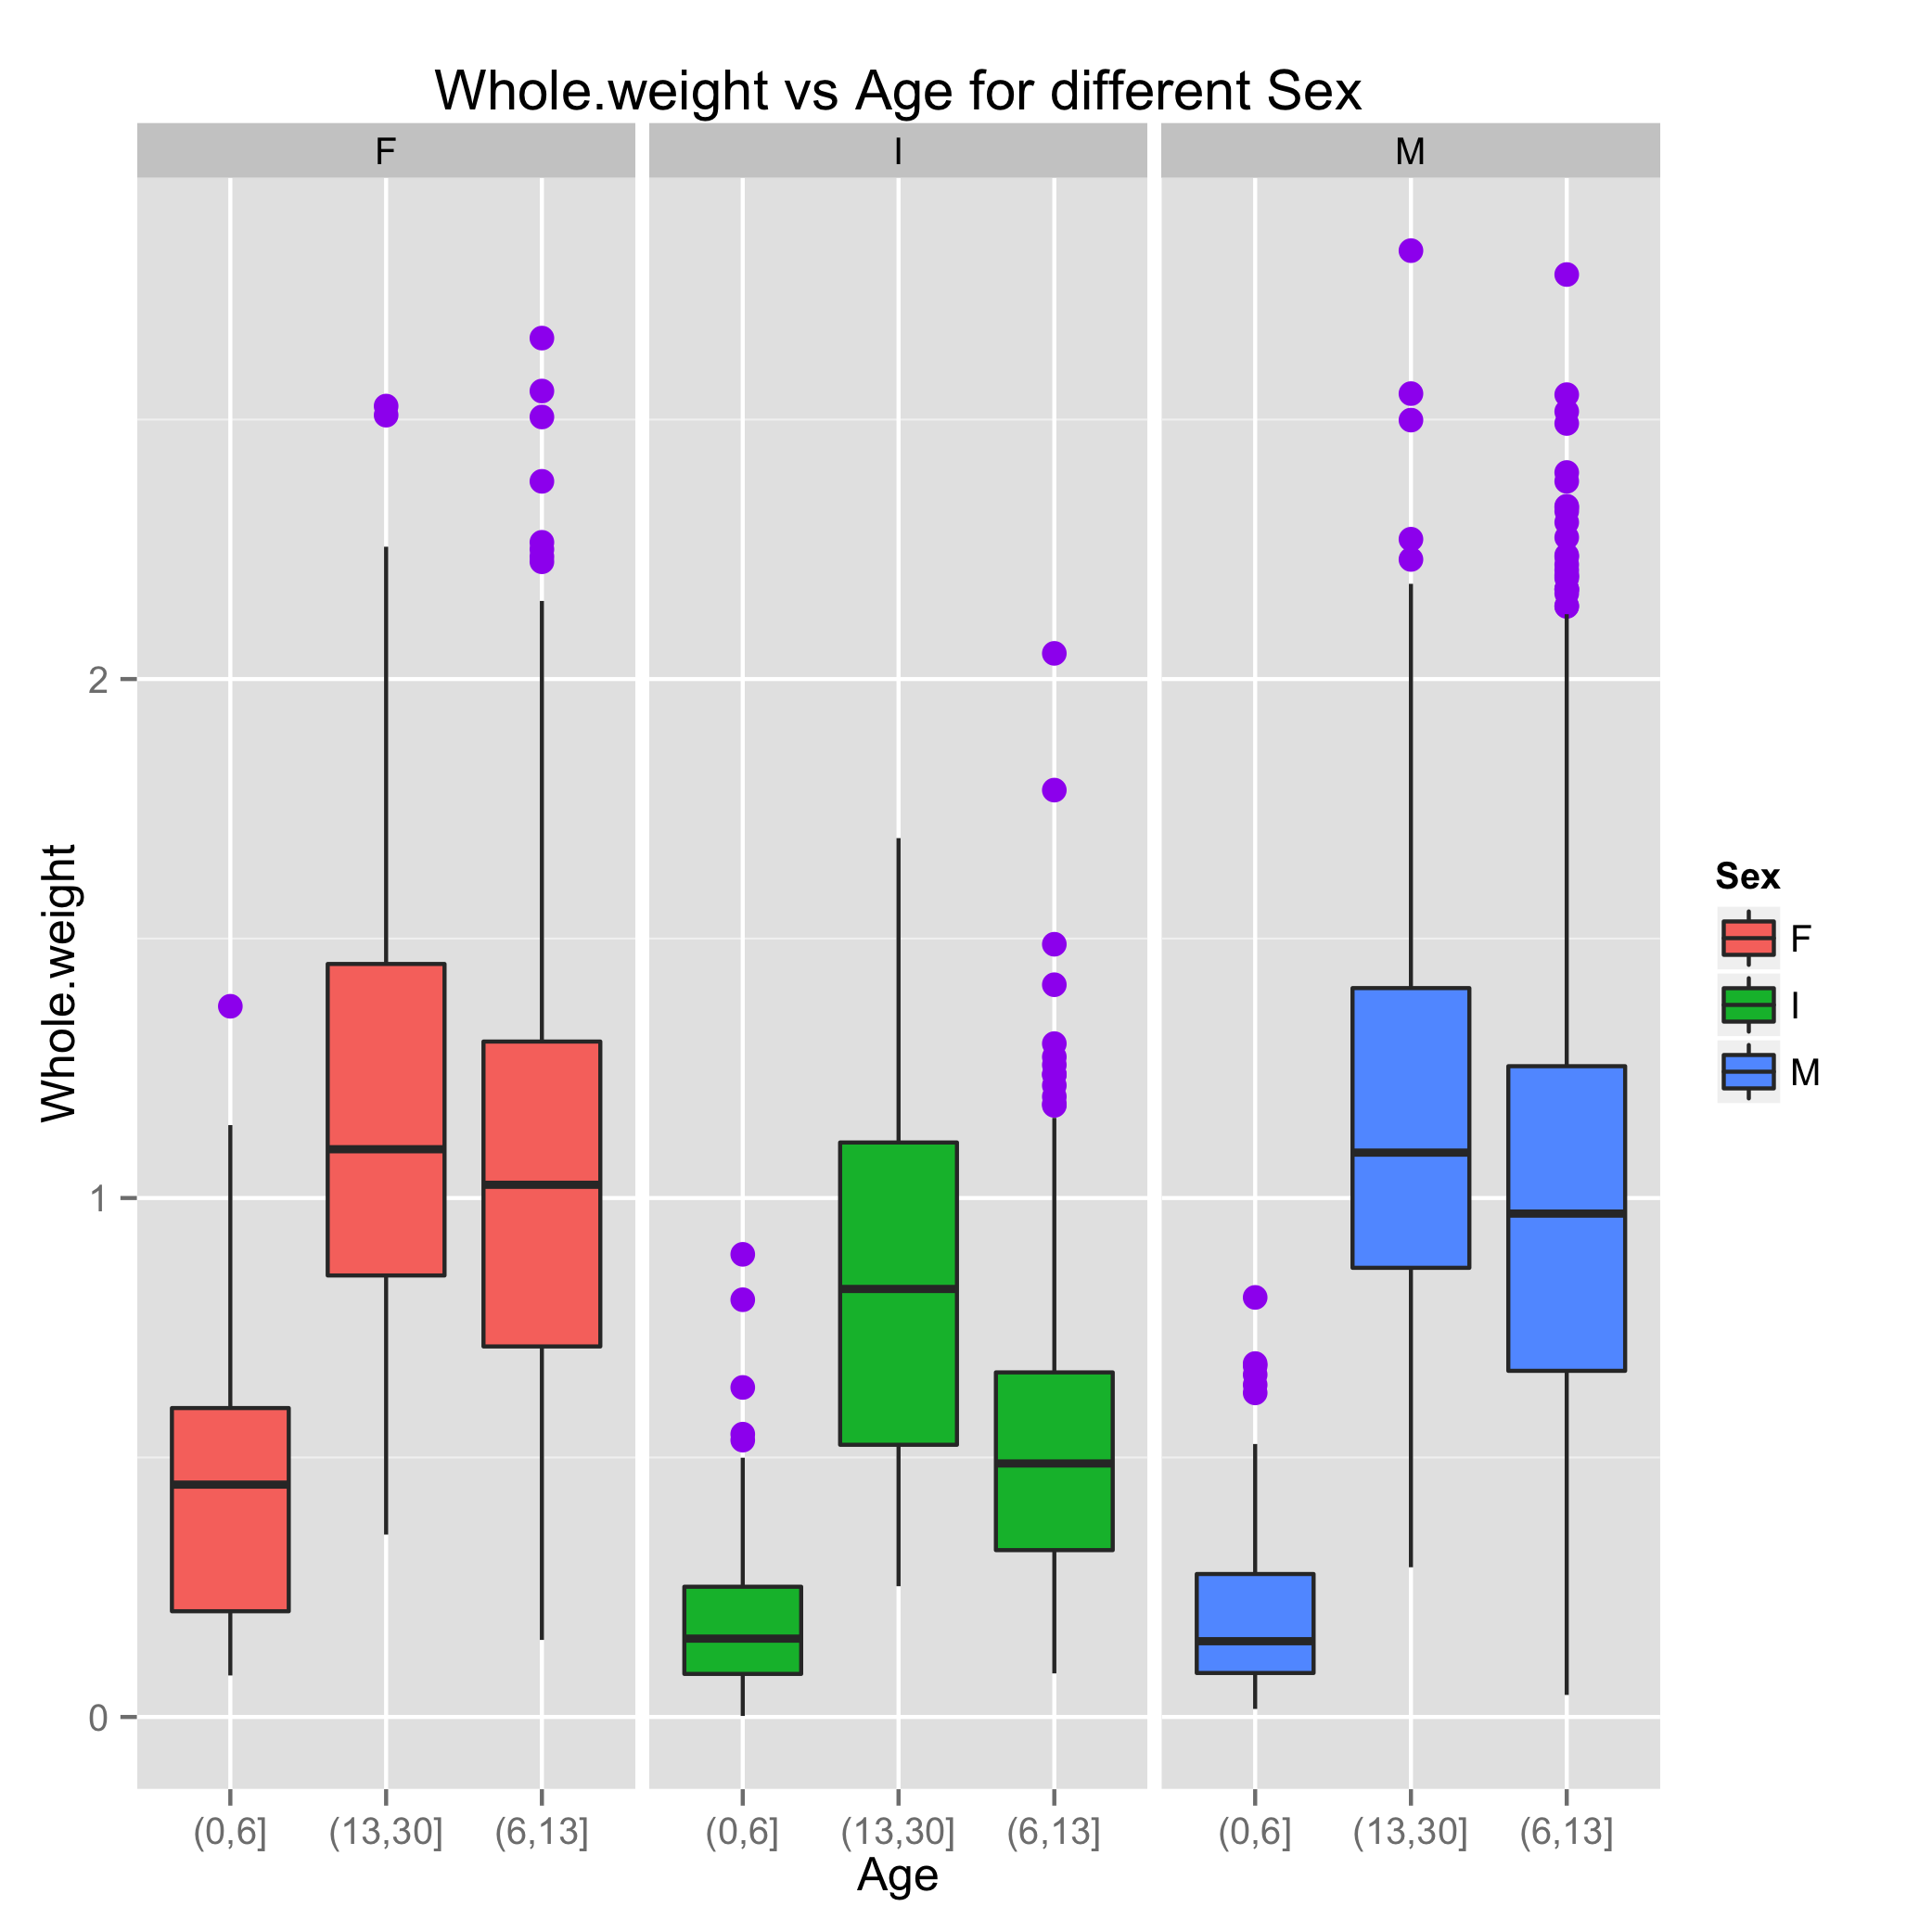 Whole.weight vs Age for different Sex
F
I
M
2
1
0
Whole.weight
(0,6]
(13,30]
(6,13]
(0,6]
(13,30]
(6,13]
(0,6]
(13,30]
(6,13]
Age
Sex
F
I
M